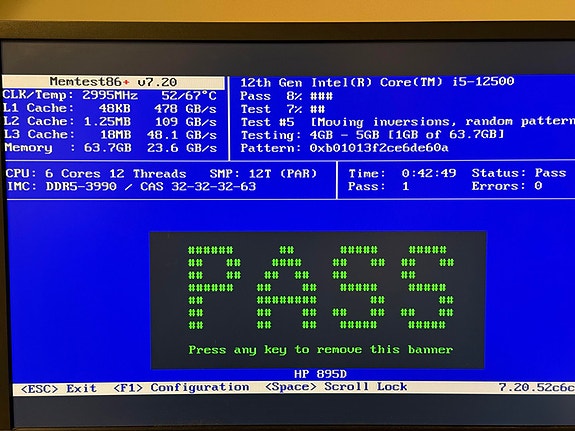 Memtest86+ v7.20
12th Gen Intel(R) Core(TM) i5-12500
CLK/Temp: 2995MHz 52/67°C
Pass 8% ###
L1 Cache: 48KB 478 GB/s
Test 7% ##
L2 Cache: 1.25MB 109 GB/s
Test #5 [Moving inversions, random pattern
L3 Cache: 18MB 48.1 GB/s
Testing: 4GB - 5GB [1GB of 63.7GB]
Memory : 63.7GB 23.6 GB/s
Pattern: 0xb01013f2ce6de60a
CPU: 6 Cores 12 Threads SMP: 12T (PAR)
Time: 0:42:49 Status: Pass
IMC: DDR5-3990 / CAS 32-32-32-63
Pass: 1 Errors: 0
PASS
Press any key to remove this banner
HP 895D
<ESC> Exit <F1> Configuration <Space> Scroll Lock 7.20.52c6c